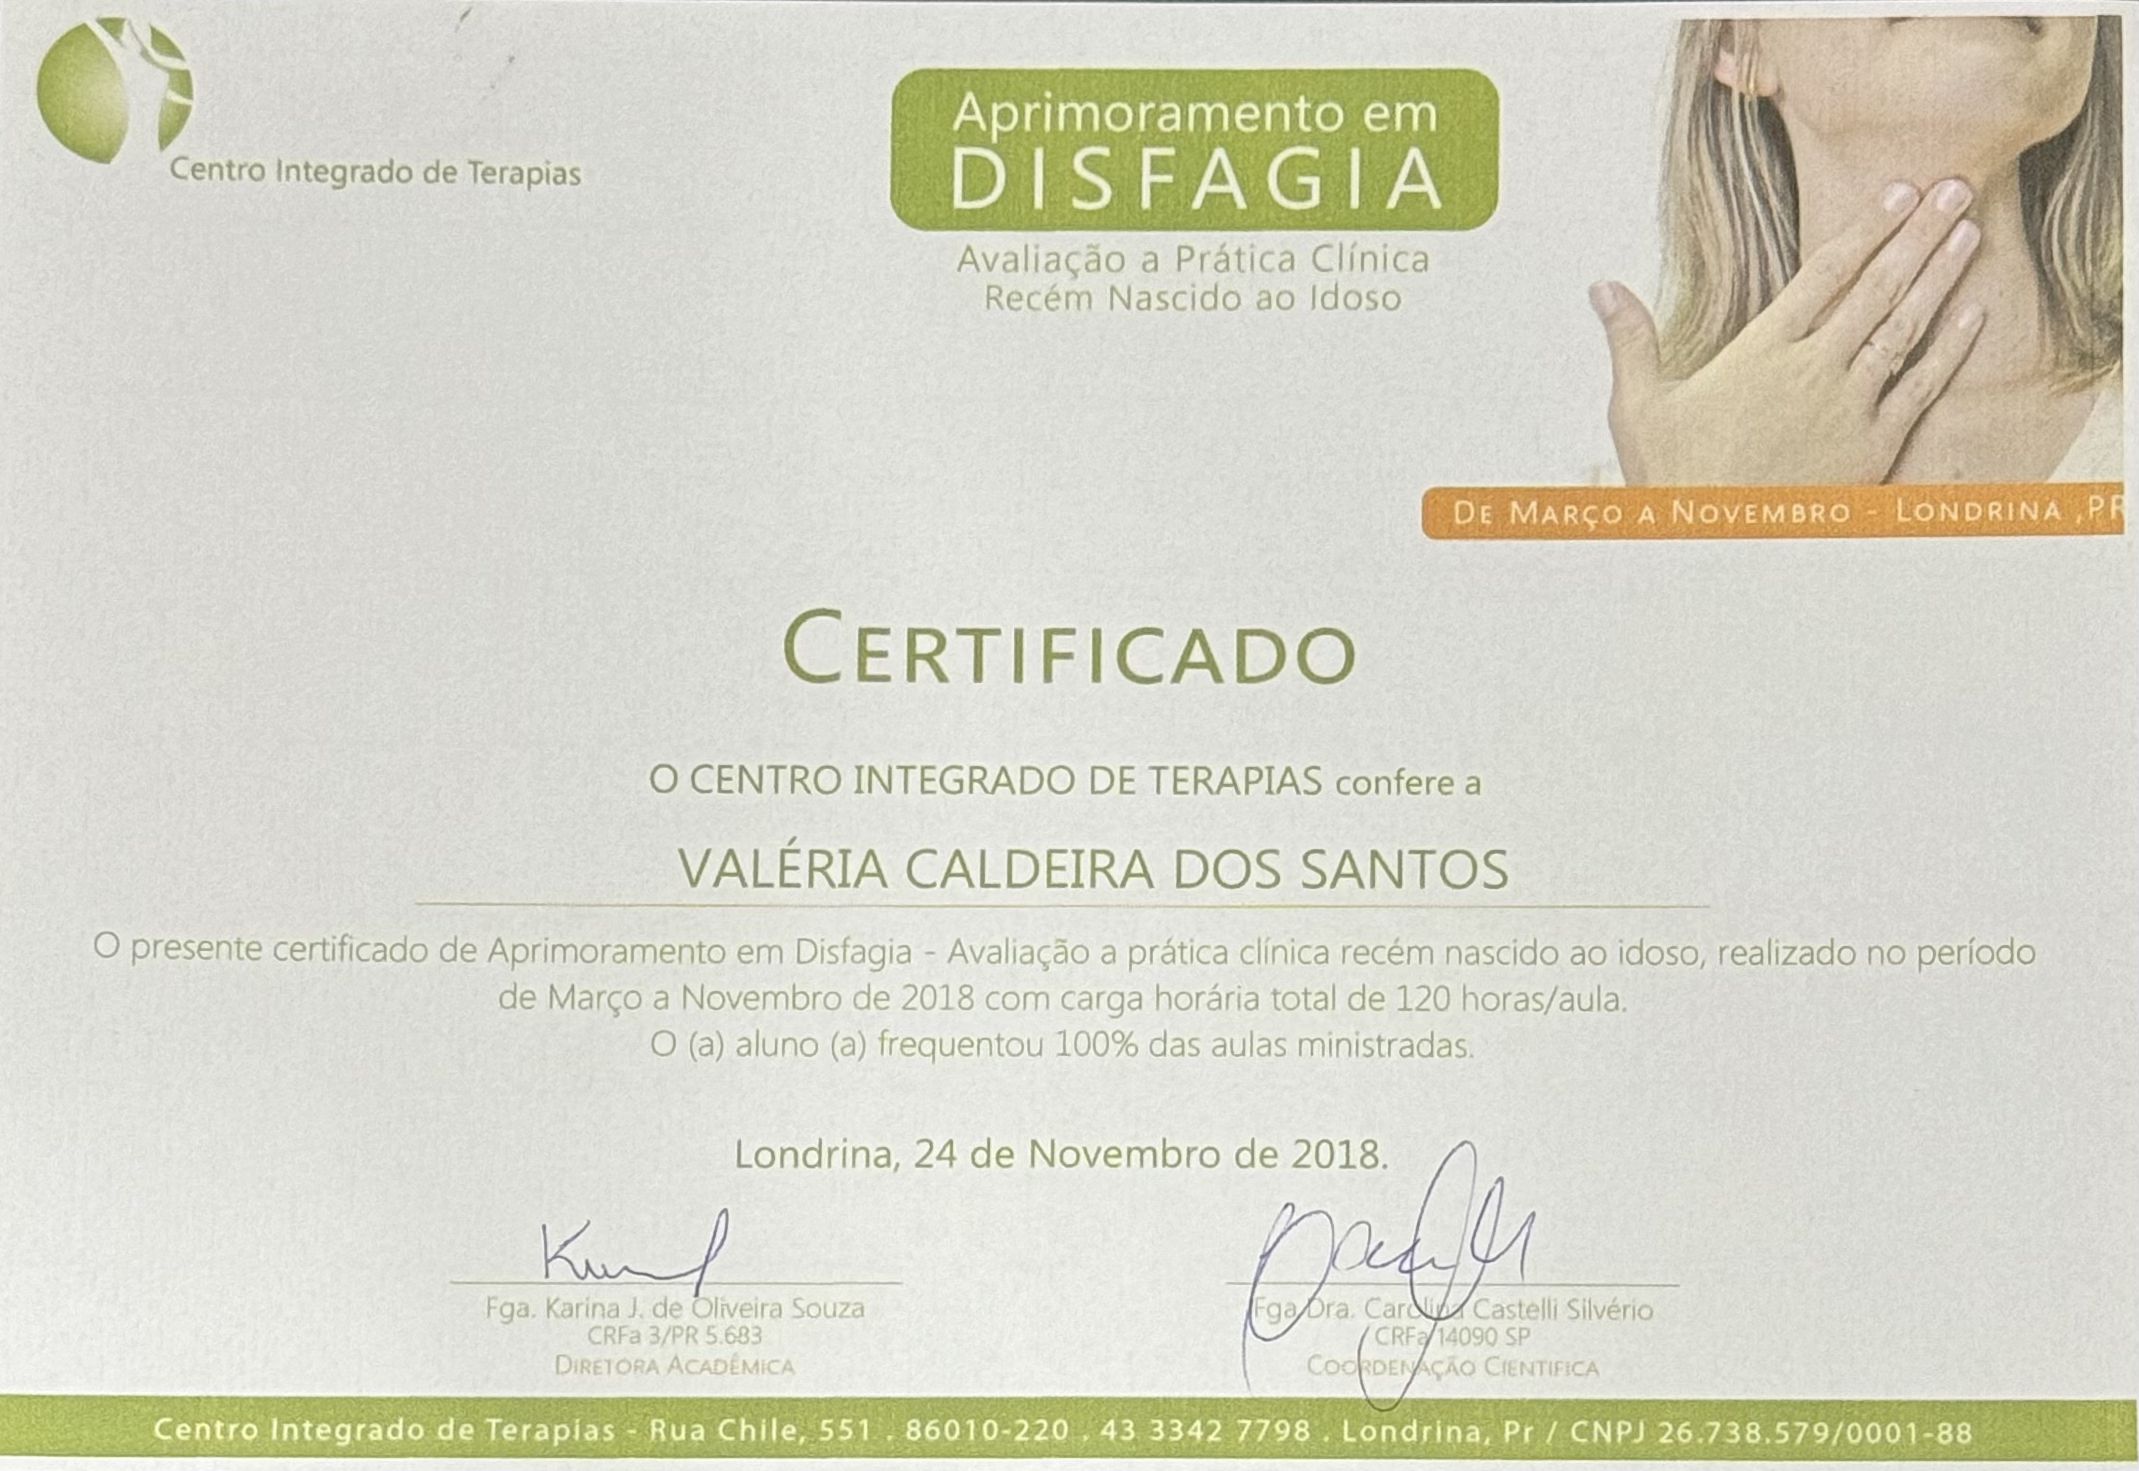 Centro Integrado de Terapias
Aprimoramento em
DISFAGIA
Avaliação a Prática Clínica
Recém Nascido ao Idoso
DE MARÇO A NOVEMBRO - LONDRINA ,PR
CERTIFICADO
O CENTRO INTEGRADO DE TERAPIAS confere a
VALÉRIA CALDEIRA DOS SANTOS
O presente certificado de Aprimoramento em Disfagia - Avaliação a prática clínica recém nascido ao idoso, realizado no período
de Março a Novembro de 2018 com carga horária total de 120 horas/aula.
O (a) aluno (a) frequentou 100% das aulas ministradas.
Londrina, 24 de Novembro de 2018.
Fga. Karina J. de Oliveira Souza
CRFa 3/PR 5.683
DIRETORA ACADÊMICA
Fga Dra. Carolina Castelli Silvério
CRFa 14090 SP
COORDENAÇÃO CIENTIFICA
Centro Integrado de Terapias - Rua Chile, 551 . 86010-220 . 43 3342 7798 . Londrina, Pr / CNPJ 26.738.579/0001-88